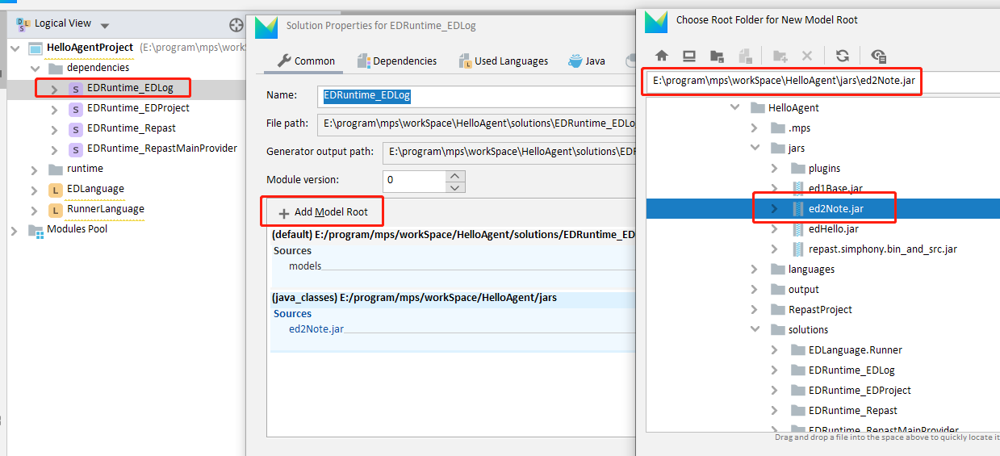 Logical View
HelloAgentProject (E:\program\mps\work
dependencies
EDRuntime_EDLog
EDRuntime_EDProject
EDRuntime_Repast
EDRuntime_RepastMainProvider
runtime
EDLanguage
RunnerLanguage
Modules Pool
Solution Properties for EDRuntime_EDLog
Common
Dependencies
Used Languages
Java
Name:
EDRuntime_EDLog
File path:
E:\program\mps\workSpace\HelloAgent\solutions\EDRuntime_EDLo
Generator output path:
E:\program\mps\workSpace\HelloAgent\solutions\EDR
Module version:
0
Add Model Root
(default) E:/program/mps/workSpace/HelloAgent/solutions/EDRuntime_ED
Sources
models
(java_classes) E:/program/mps/workSpace/HelloAgent/jars
Sources
ed2Note.jar
Choose Root Folder for New Model Root
E:\program\mps\workSpace\HelloAgent\jars\ed2Note.jar
HelloAgent
.mps
jars
plugins
ed1Base.jar
ed2Note.jar
edHello.jar
repast.simphony.bin_and_src.jar
languages
output
RepastProject
solutions
EDLanguage.Runner
EDRuntime_EDLog
EDRuntime_EDProject
EDRuntime_Repast
EDRuntime_RepastMainProvider
Drag and drop a file into the space above to quickly locate it